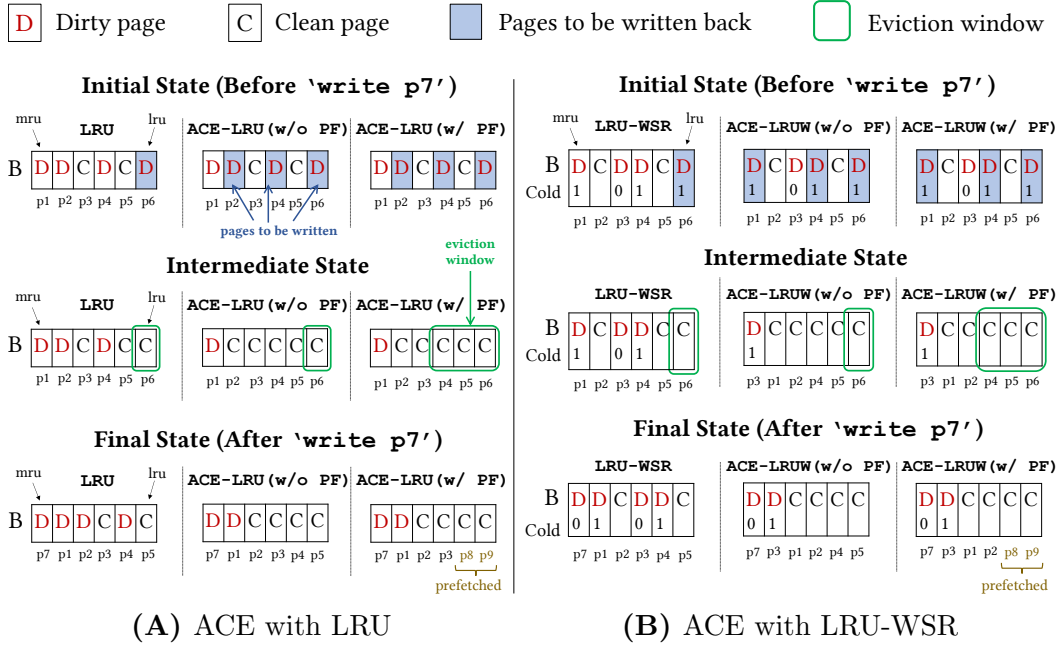 D Dirty page C Clean page Pages to be written back Eviction window
Initial State (Before 'write p7')
mru LRU lru ACE-LRU(w/o PF) ACE-LRU(w/ PF)
B D D C D C D D D C D C D D D C D C D
p1 p2 p3 p4 p5 p6 p1 p2 p3 p4 p5 p6 p1 p2 p3 p4 p5 p6
pages to be written
eviction
window
Intermediate State
mru LRU lru ACE-LRU(w/o PF) ACE-LRU(w/ PF)
B D D C D C C D C C C C C D C C C C C
p1 p2 p3 p4 p5 p6 p1 p2 p3 p4 p5 p6 p1 p2 p3 p4 p5 p6
Final State (After 'write p7')
mru LRU lru ACE-LRU(w/o PF) ACE-LRU(w/ PF)
B D D D C D C D D C C C C D D C C C C
p7 p1 p2 p3 p4 p5 p7 p1 p2 p3 p4 p5 p7 p1 p2 p3 p8 p9
prefetched
(A) ACE with LRU
Initial State (Before 'write p7')
mru LRU-WSR lru ACE-LRUW(w/o PF) ACE-LRUW(w/ PF)
B D C D D C D D C D D C D D C D D C D
Cold 1 0 1 1 1 0 1 1 1 0 1 1
p1 p2 p3 p4 p5 p6 p1 p2 p3 p4 p5 p6 p1 p2 p3 p4 p5 p6
Intermediate State
LRU-WSR ACE-LRUW(w/o PF) ACE-LRUW(w/ PF)
B D C D D C C D C C C C C D C C C C C
Cold 1 0 1 1 1
p1 p2 p3 p4 p5 p6 p3 p1 p2 p4 p5 p6 p3 p1 p2 p4 p5 p6
Final State (After 'write p7')
LRU-WSR ACE-LRUW(w/o PF) ACE-LRUW(w/ PF)
B D D C D D C D D C C C C D D C C C C
Cold 0 1 0 1 0 1 0 1
p7 p1 p2 p3 p4 p5 p7 p3 p1 p2 p4 p5 p7 p3 p1 p2 p8 p9
prefetched
(B) ACE with LRU-WSR